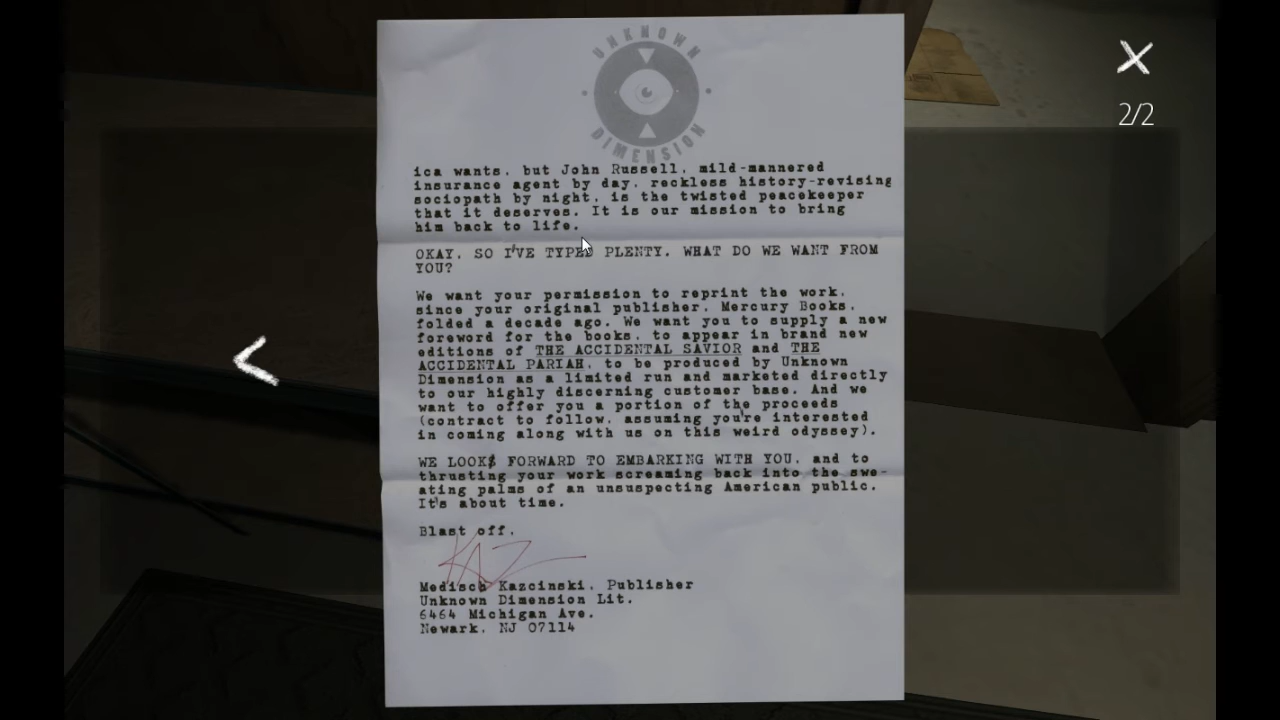 2/2
UNKNOWN
DIMENSION
ica wants, but John Russell, mild-mannered
insurance agent by day, reckless history-revising
sociopath by night, is the twisted peacekeeper
that it deserves. It is our mission to bring
him back to life.
OKAY, SO I'VE TYPED PLENTY. WHAT DO WE WANT FROM
YOU?
We want your permission to reprint the work,
since your original publisher, Mercury Books,
folded a decade ago. We want you to supply a new
foreword for the books, to appear in brand new
editions of THE ACCIDENTAL SAVIOR and THE
ACCIDENTAL PARIAH, to be produced by Unknown
Dimension as a limited run and marketed directly
to our highly discerning customer base. And we
want to offer you a portion of the proceeds
(contract to follow, assuming you're interested
in coming along with us on this weird odyssey).
WE LOOK FORWARD TO EMBARKING WITH YOU, and to
thrusting your work screaming back into the swe-
ating palms of an unsuspecting American public.
It's about time.
Blast off,
KAZ
Medisch Kazcinski, Publisher
Unknown Dimension Lit.
6464 Michigan Ave.
Newark, NJ 07114